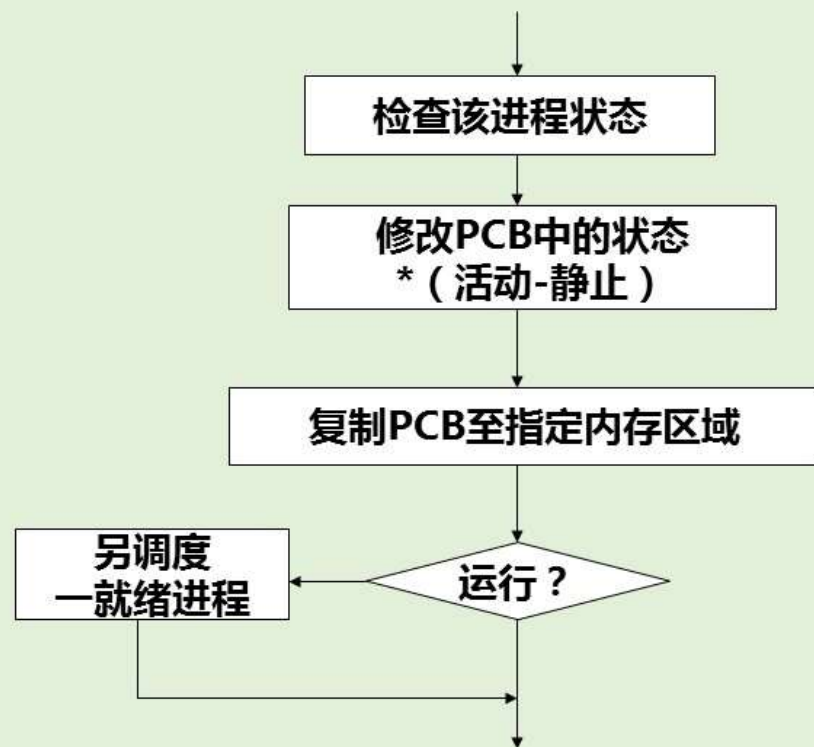 检查该进程状态
修改PCB中的状态
*（活动-静止）
复制PCB至指定内存区域
另调度
一就绪进程
运行？